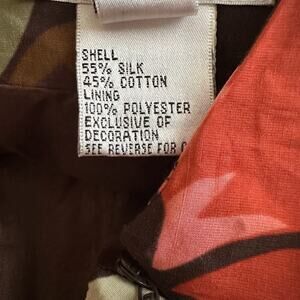 SHELL
55% SILK
45% COTTON
LINING
100% POLYESTER
EXCLUSIVE OF
DECORATION
SEE REVERSE FOR C